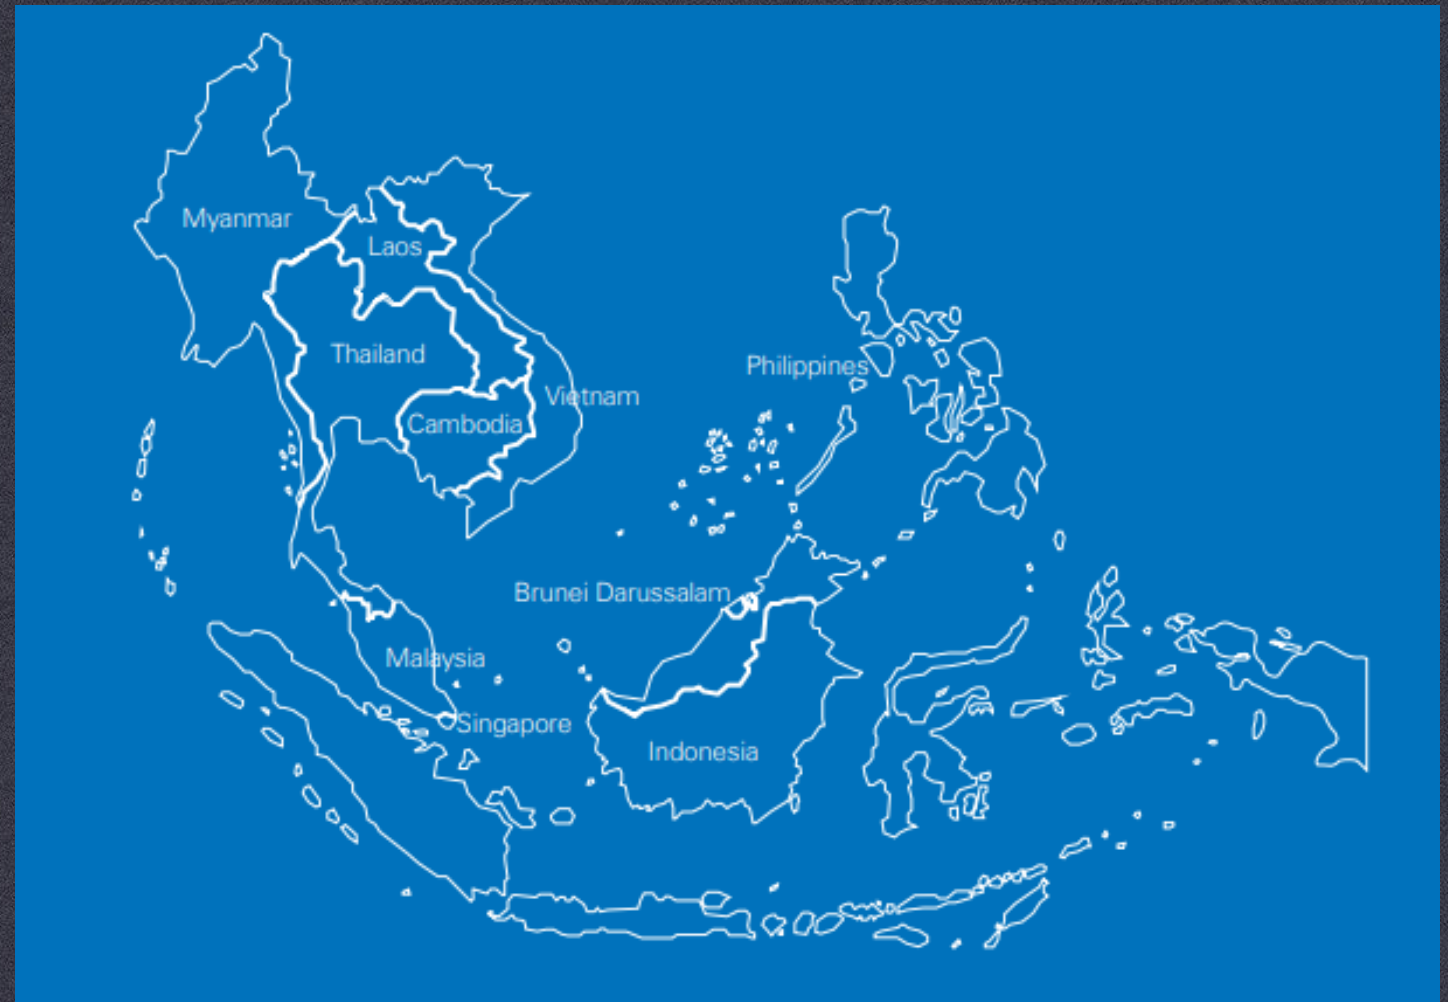 Myanmar
Laos
Thailand
Philippines
Vietnam
Cambodia
Brunei Darussalam
Malaysia
Singapore
Indonesia